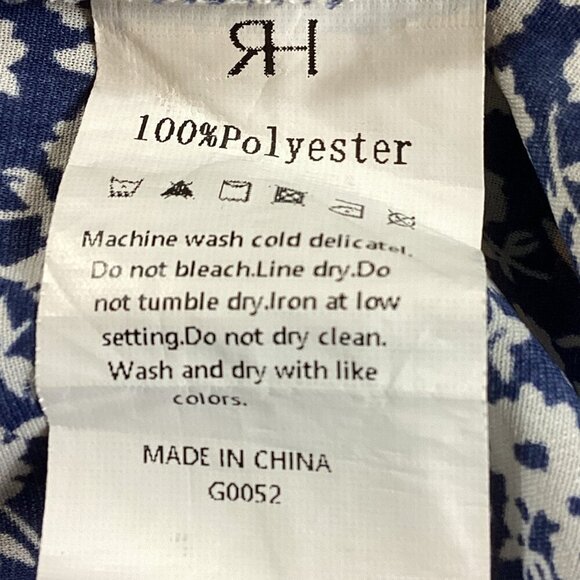 RH
100%Polyester
Machine wash cold delicatel.
Do not bleach.Line dry.Do
not tumble dry.Iron at low
setting.Do not dry clean.
Wash and dry with like
colors.
MADE IN CHINA
G0052